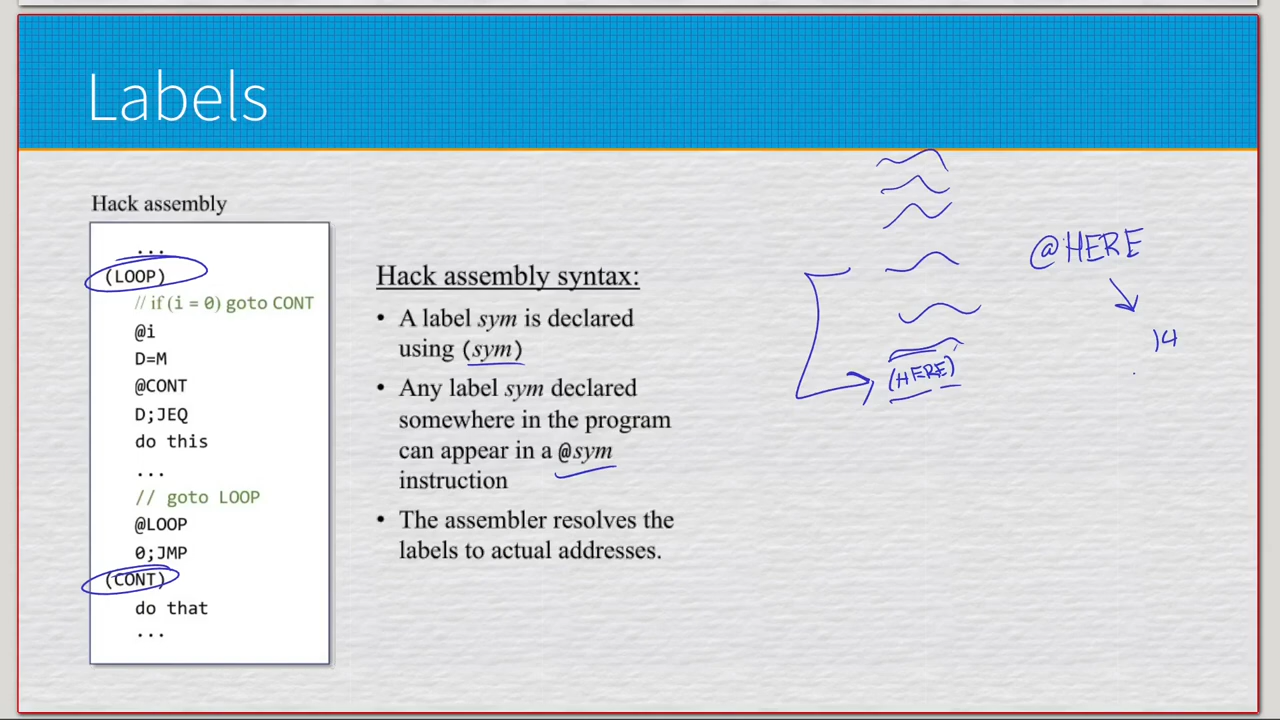 Labels
Hack assembly
...
(LOOP)
// if (i = 0) goto CONT
@i
D=M
@CONT
D;JEQ
do this
...
// goto LOOP
@LOOP
0;JMP
(CONT)
do that
...
Hack assembly syntax:
• A label sym is declared
using (sym)
• Any label sym declared
somewhere in the program
can appear in a @sym
instruction
• The assembler resolves the
labels to actual addresses.
(HERE)
@HERE
14